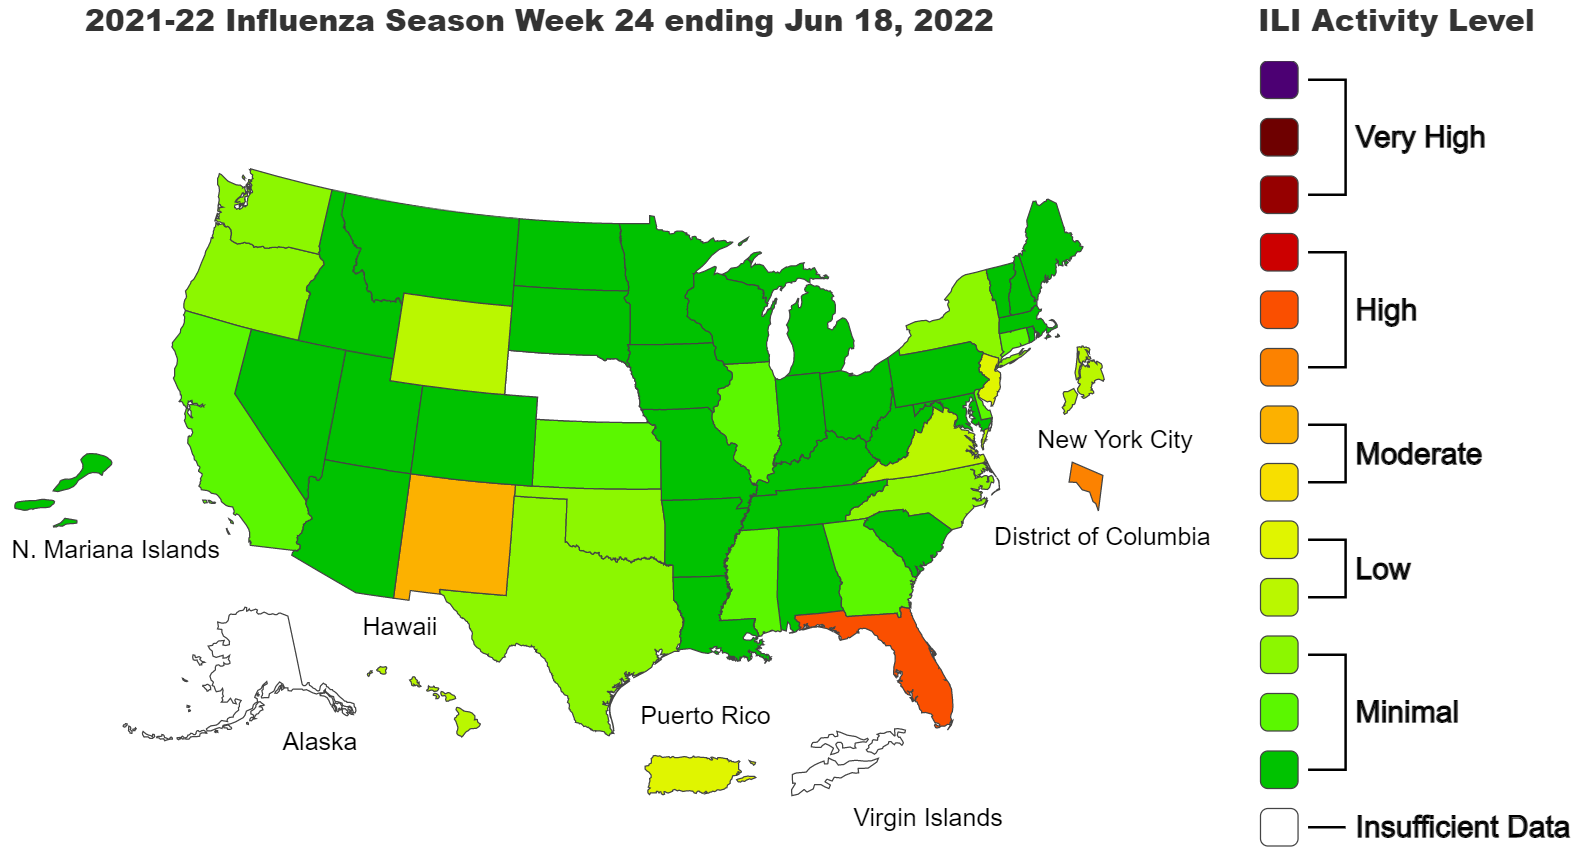 2021-22 Influenza Season Week 24 ending Jun 18, 2022
ILI Activity Level
Very High
High
Moderate
Low
Minimal
Insufficient Data
New York City
District of Columbia
N. Mariana Islands
Hawaii
Alaska
Puerto Rico
Virgin Islands